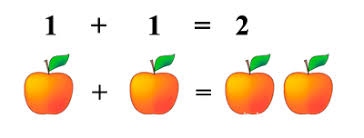 1 + 1 = 2
+ =